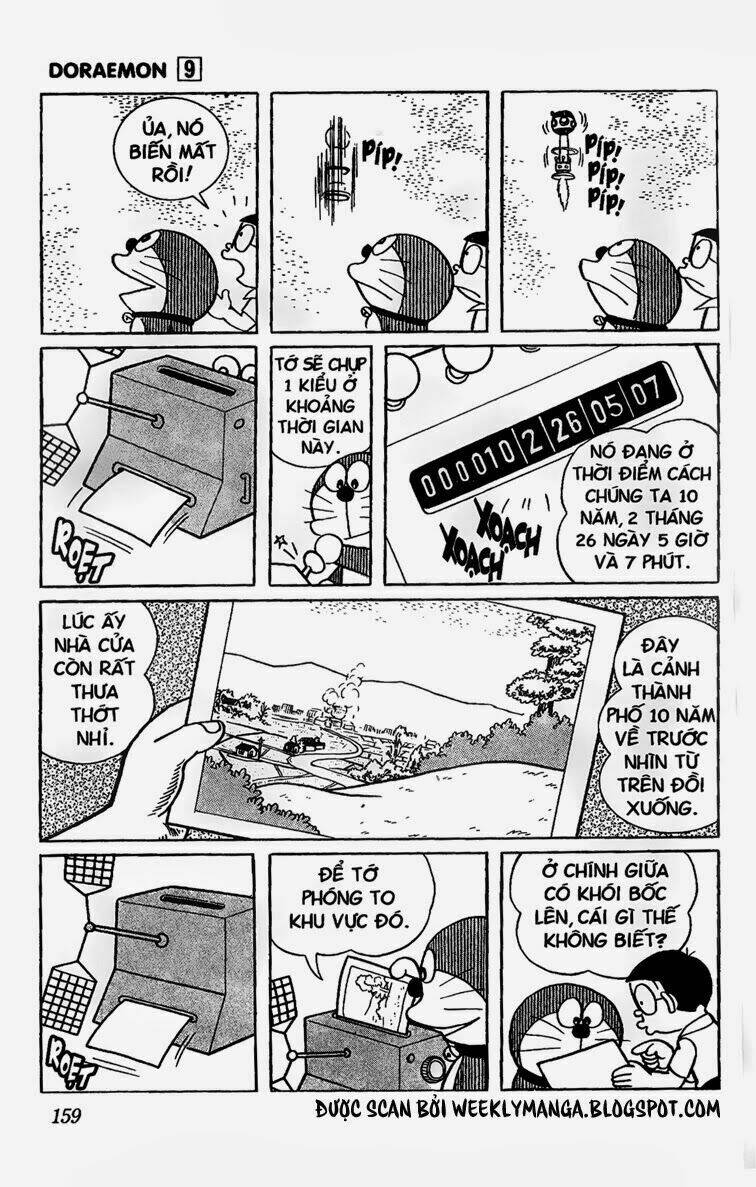 DORAEMON 9
Píp!
Píp!
Píp!
Píp!
ỦA, NÓ
BIẾN MẤT
RỒI!
000010 2 26 05 07
NÓ ĐANG Ở
THỜI ĐIỂM CÁCH
CHÚNG TA 10
NĂM, 2 THÁNG
26 NGÀY 5 GIỜ
VÀ 7 PHÚT.
XOẠCH
XOẠCH
TỚ SẼ CHỤP
1 KIỂU Ở
KHOẢNG
THỜI GIAN
NÀY.
ROẸT
ĐÂY
LÀ CẢNH
THÀNH
PHỐ 10 NĂM
VỀ TRƯỚC
NHÌN TỪ
TRÊN ĐỒI
XUỐNG.
LÚC ẤY
NHÀ CỬA
CÒN RẤT
THƯA
THỚT
NHỈ.
Ở CHÍNH GIỮA
CÓ KHÓI BỐC
LÊN, CÁI GÌ THẾ
KHÔNG BIẾT?
ĐỂ TỚ
PHÓNG TO
KHU VỰC ĐÓ.
ROẸT
159
ĐƯỢC SCAN BỞI WEEKLYMANGA.BLOGSPOT.COM